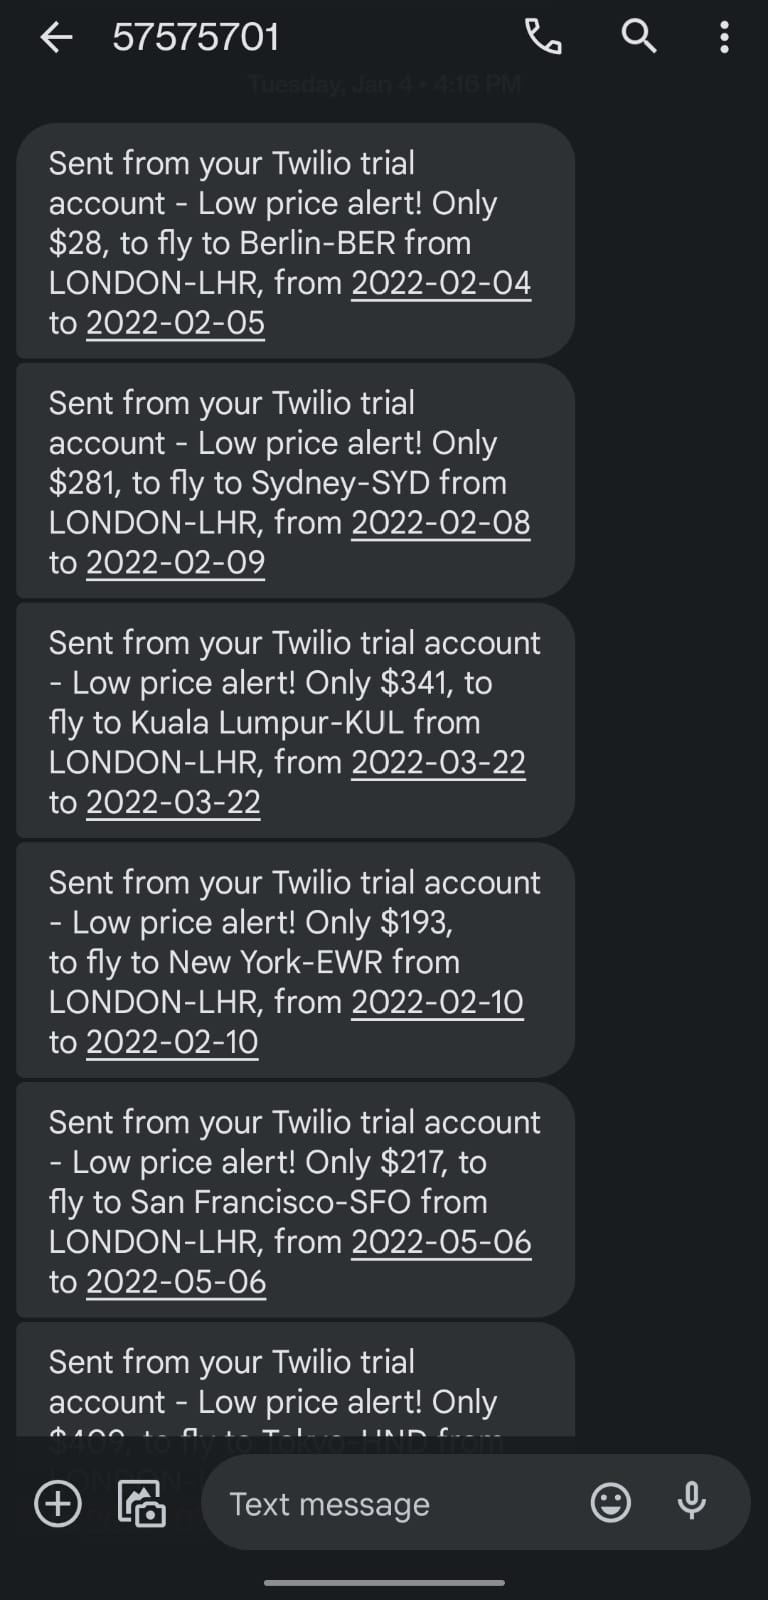 57575701
Tuesday, Jan 4 • 4:16 PM
Sent from your Twilio trial
account - Low price alert! Only
$28, to fly to Berlin-BER from
LONDON-LHR, from 2022-02-04
to 2022-02-05
Sent from your Twilio trial
account - Low price alert! Only
$281, to fly to Sydney-SYD from
LONDON-LHR, from 2022-02-08
to 2022-02-09
Sent from your Twilio trial account
- Low price alert! Only $341, to
fly to Kuala Lumpur-KUL from
LONDON-LHR, from 2022-03-22
to 2022-03-22
Sent from your Twilio trial account
- Low price alert! Only $193,
to fly to New York-EWR from
LONDON-LHR, from 2022-02-10
to 2022-02-10
Sent from your Twilio trial account
- Low price alert! Only $217, to
fly to San Francisco-SFO from
LONDON-LHR, from 2022-05-06
to 2022-05-06
Sent from your Twilio trial
account - Low price alert! Only
$409, to fly to Tokyo-HND from
LONDON-
Text message